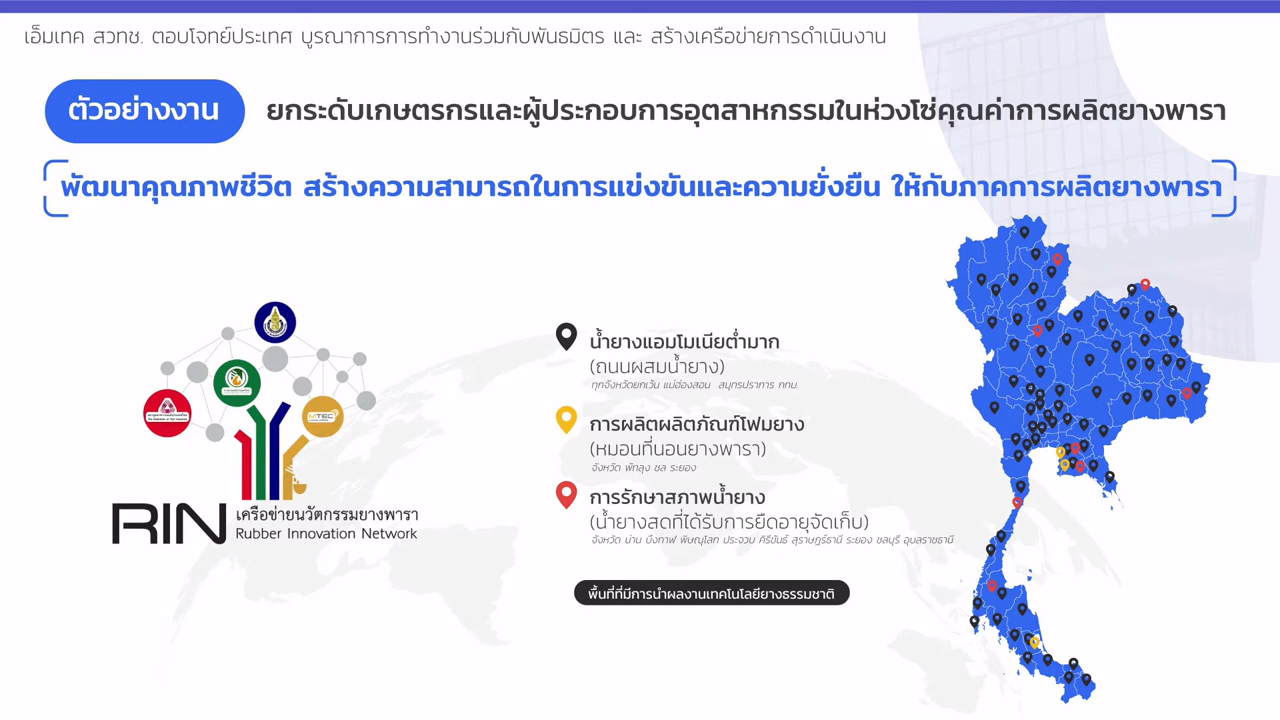 เอ็มเทค สวทช. ตอบโจทย์ประเทศ บูรณาการการทำงานร่วมกับพันธมิตร และ สร้างเครือข่ายการดำเนินงาน
ตัวอย่างงาน
ยกระดับเกษตรกรและผู้ประกอบการอุตสาหกรรมในห่วงโซ่คุณค่าการผลิตยางพารา
พัฒนาคุณภาพชีวิต สร้างความสามารถในการแข่งขันและความยั่งยืน ให้กับภาคการผลิตยางพารา
MTEC
RIN
เครือข่ายนวัตกรรมยางพารา
Rubber Innovation Network
น้ำยางแอมโมเนียต่ำมาก
(ถนนผสมน้ำยาง)
ทุกจังหวัดยกเว้น แม่ฮ่องสอน สมุทรปราการ กทม.
การผลิตผลิตภัณฑ์โฟมยาง
(หมอนที่นอนยางพารา)
จังหวัด พัทลุง ชล ระยอง
การรักษาสภาพน้ำยาง
(น้ำยางสดที่ได้รับการยืดอายุจัดเก็บ)
จังหวัด น่าน บึงกาฬ พิษณุโลก ประจวบ คิรีขันธ์ สุราษฎร์ธานี ระยอง ชลบุรี อุบลราชธานี
พื้นที่ที่มีการนำผลงานเทคโนโลยียางธรรมชาติ